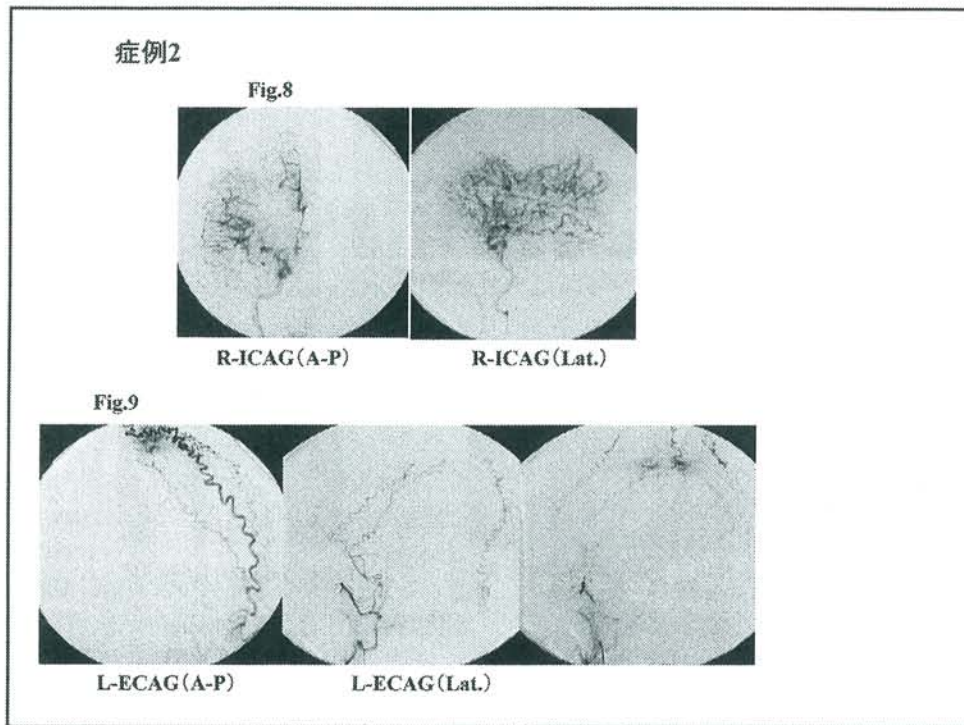 症例2
Fig.8
R-ICAG(A-P)
R-ICAG(Lat.)
Fig.9
L-ECAG(A-P)
L-ECAG(Lat.)